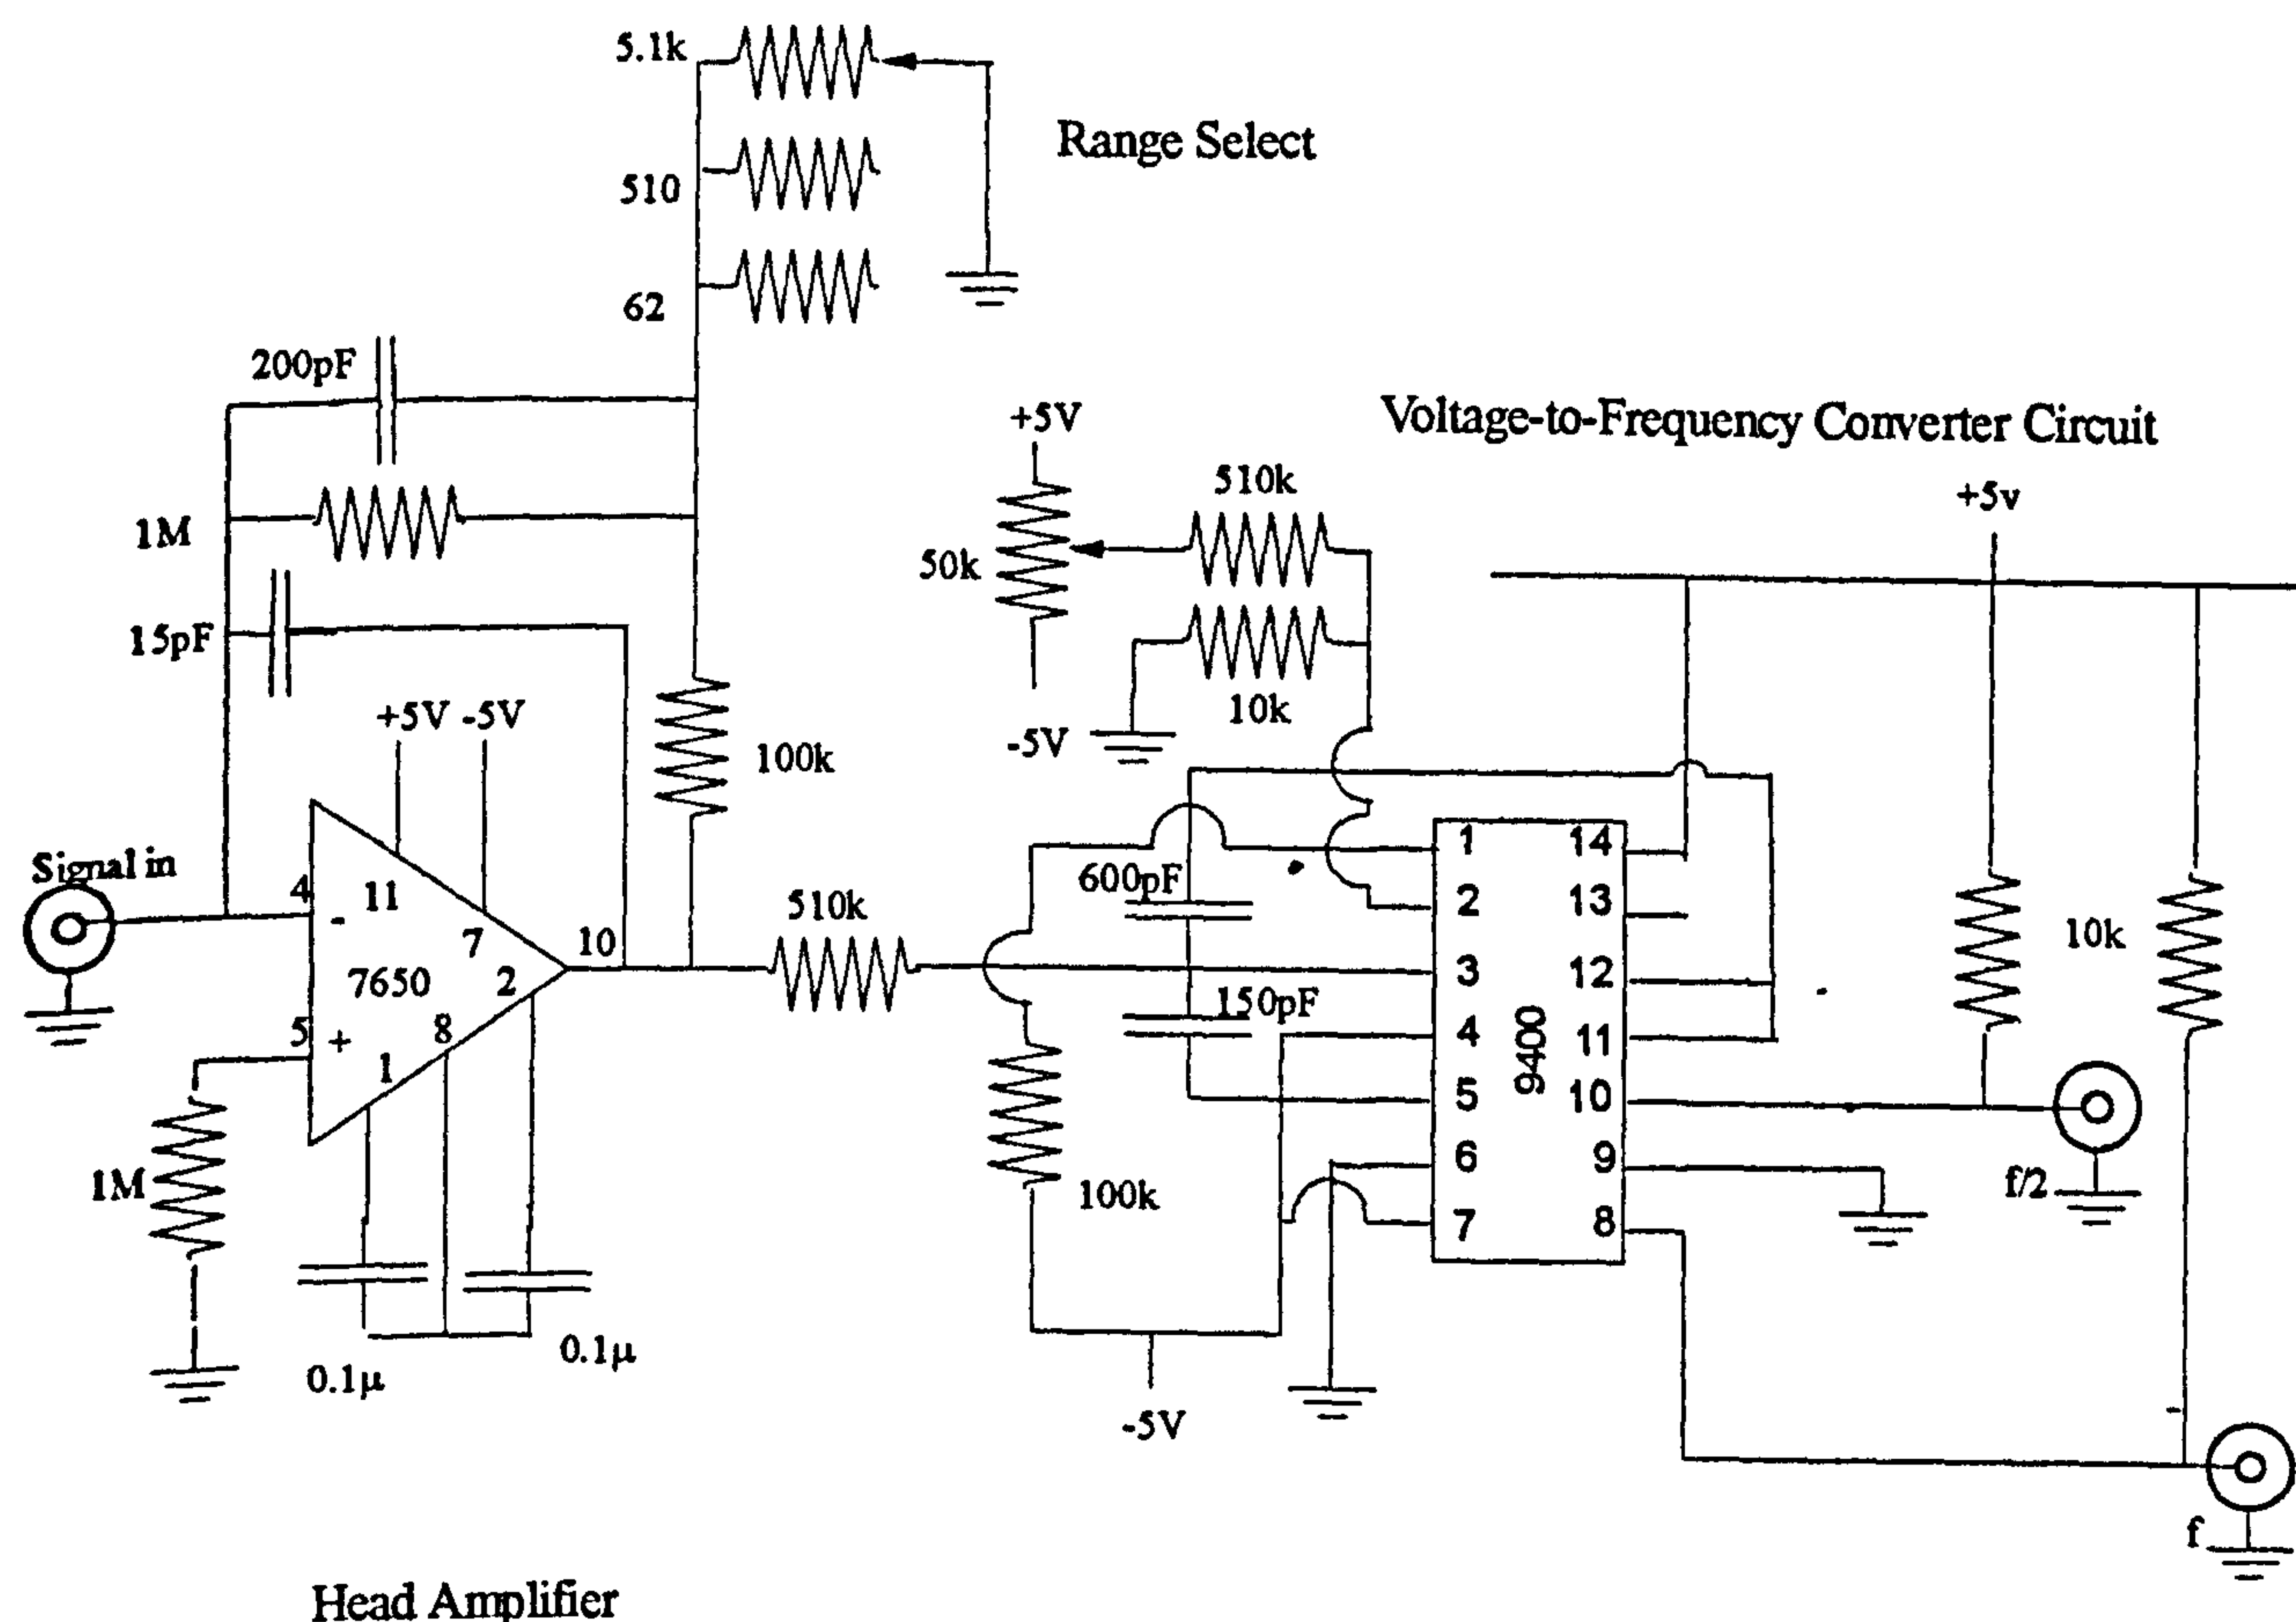 5.1k
Range Select
510
62
200pF
Voltage-to-Frequency Converter Circuit
+5V
510k
+5v
1M
50k
15pF
10k
+5V -5V
-5V
100k
Signal in
4
11
-
7
10
510k
7650
2
5
+
8
1
1M
0.1µ
0.1µ
600pF
150pF
100k
-5V
1
2
3
4
5
6
7
9400
14
13
12
11
10
9
8
10k
f/2
f
Head Amplifier